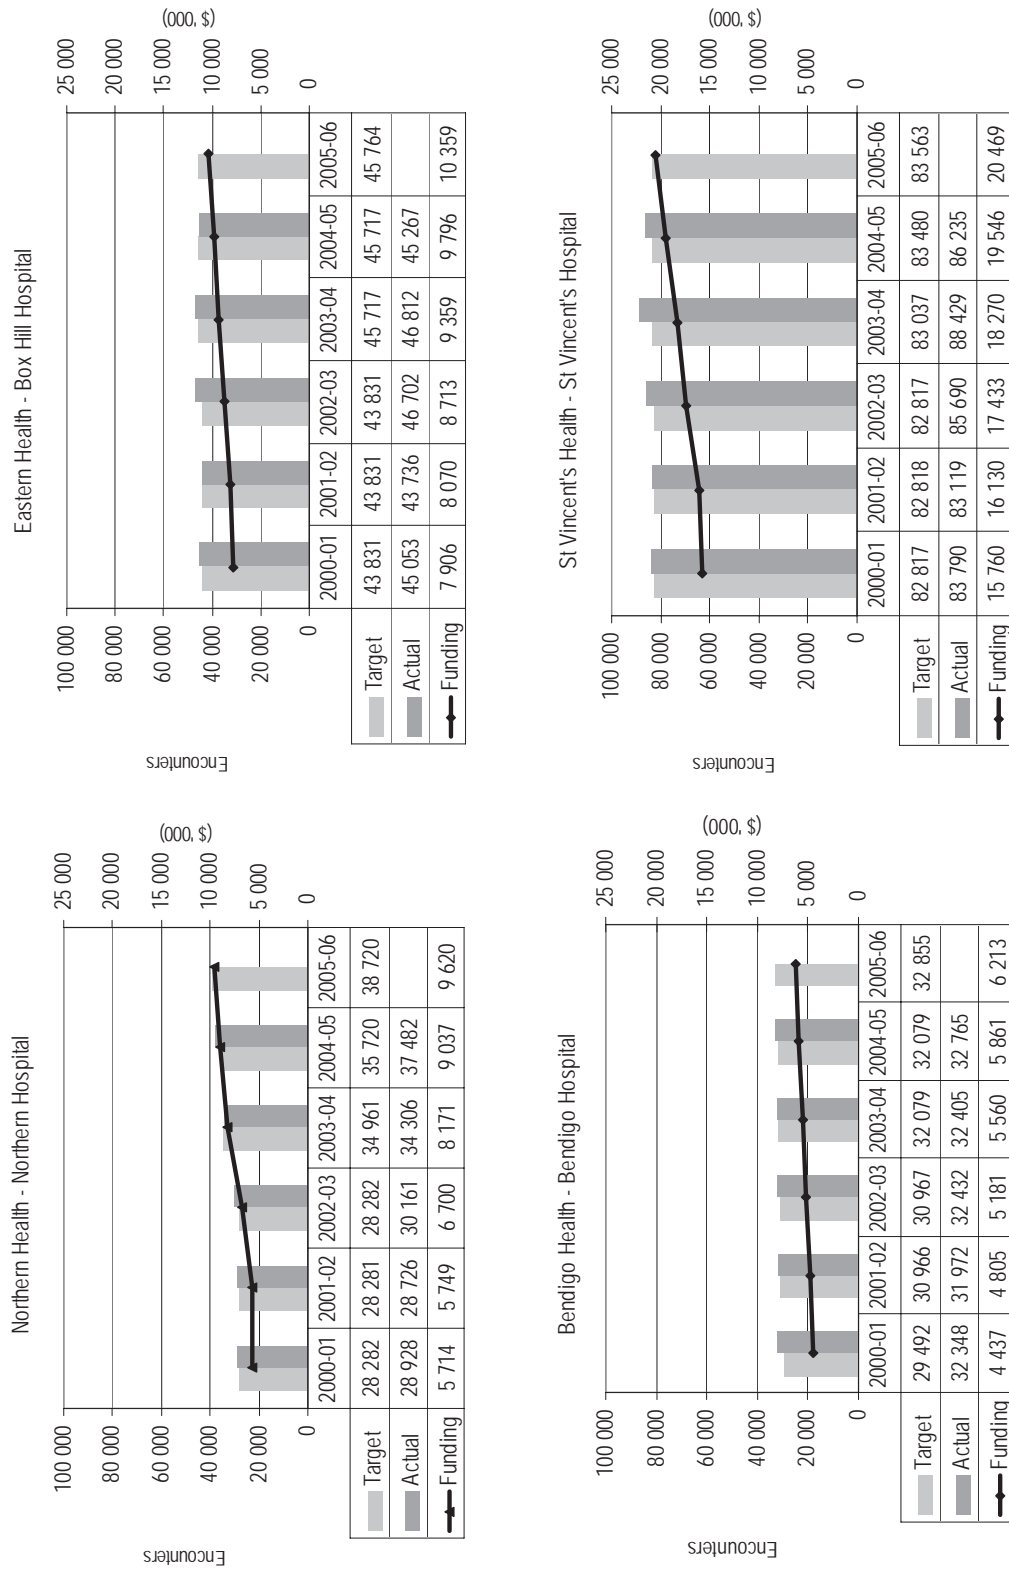 Northern Health - Northern Hospital
Encounters
($ '000)
100 000
80 000
60 000
40 000
20 000
0
25 000
20 000
15 000
10 000
5 000
0
2000-01 2001-02 2002-03 2003-04 2004-05 2005-06
Target 28 282 28 281 28 282 34 961 35 720 38 720
Actual 28 928 28 726 30 161 34 306 37 482
Funding 5 714 5 749 6 700 8 171 9 037 9 620
Eastern Health - Box Hill Hospital
Encounters
($ '000)
100 000
80 000
60 000
40 000
20 000
0
25 000
20 000
15 000
10 000
5 000
0
2000-01 2001-02 2002-03 2003-04 2004-05 2005-06
Target 43 831 43 831 43 831 45 717 45 717 45 764
Actual 45 053 43 736 46 702 46 812 45 267
Funding 7 906 8 070 8 713 9 359 9 796 10 359
Bendigo Health - Bendigo Hospital
Encounters
($ '000)
100 000
80 000
60 000
40 000
20 000
0
25 000
20 000
15 000
10 000
5 000
0
2000-01 2001-02 2002-03 2003-04 2004-05 2005-06
Target 29 492 30 966 30 967 32 079 32 079 32 855
Actual 32 348 31 972 32 432 32 405 32 765
Funding 4 437 4 805 5 181 5 560 5 861 6 213
St Vincent's Health - St Vincent's Hospital
Encounters
($ '000)
100 000
80 000
60 000
40 000
20 000
0
25 000
20 000
15 000
10 000
5 000
0
2000-01 2001-02 2002-03 2003-04 2004-05 2005-06
Target 82 817 82 818 82 817 83 037 83 480 83 563
Actual 83 790 83 119 85 690 88 429 86 235
Funding 15 760 16 130 17 433 18 270 19 546 20 469